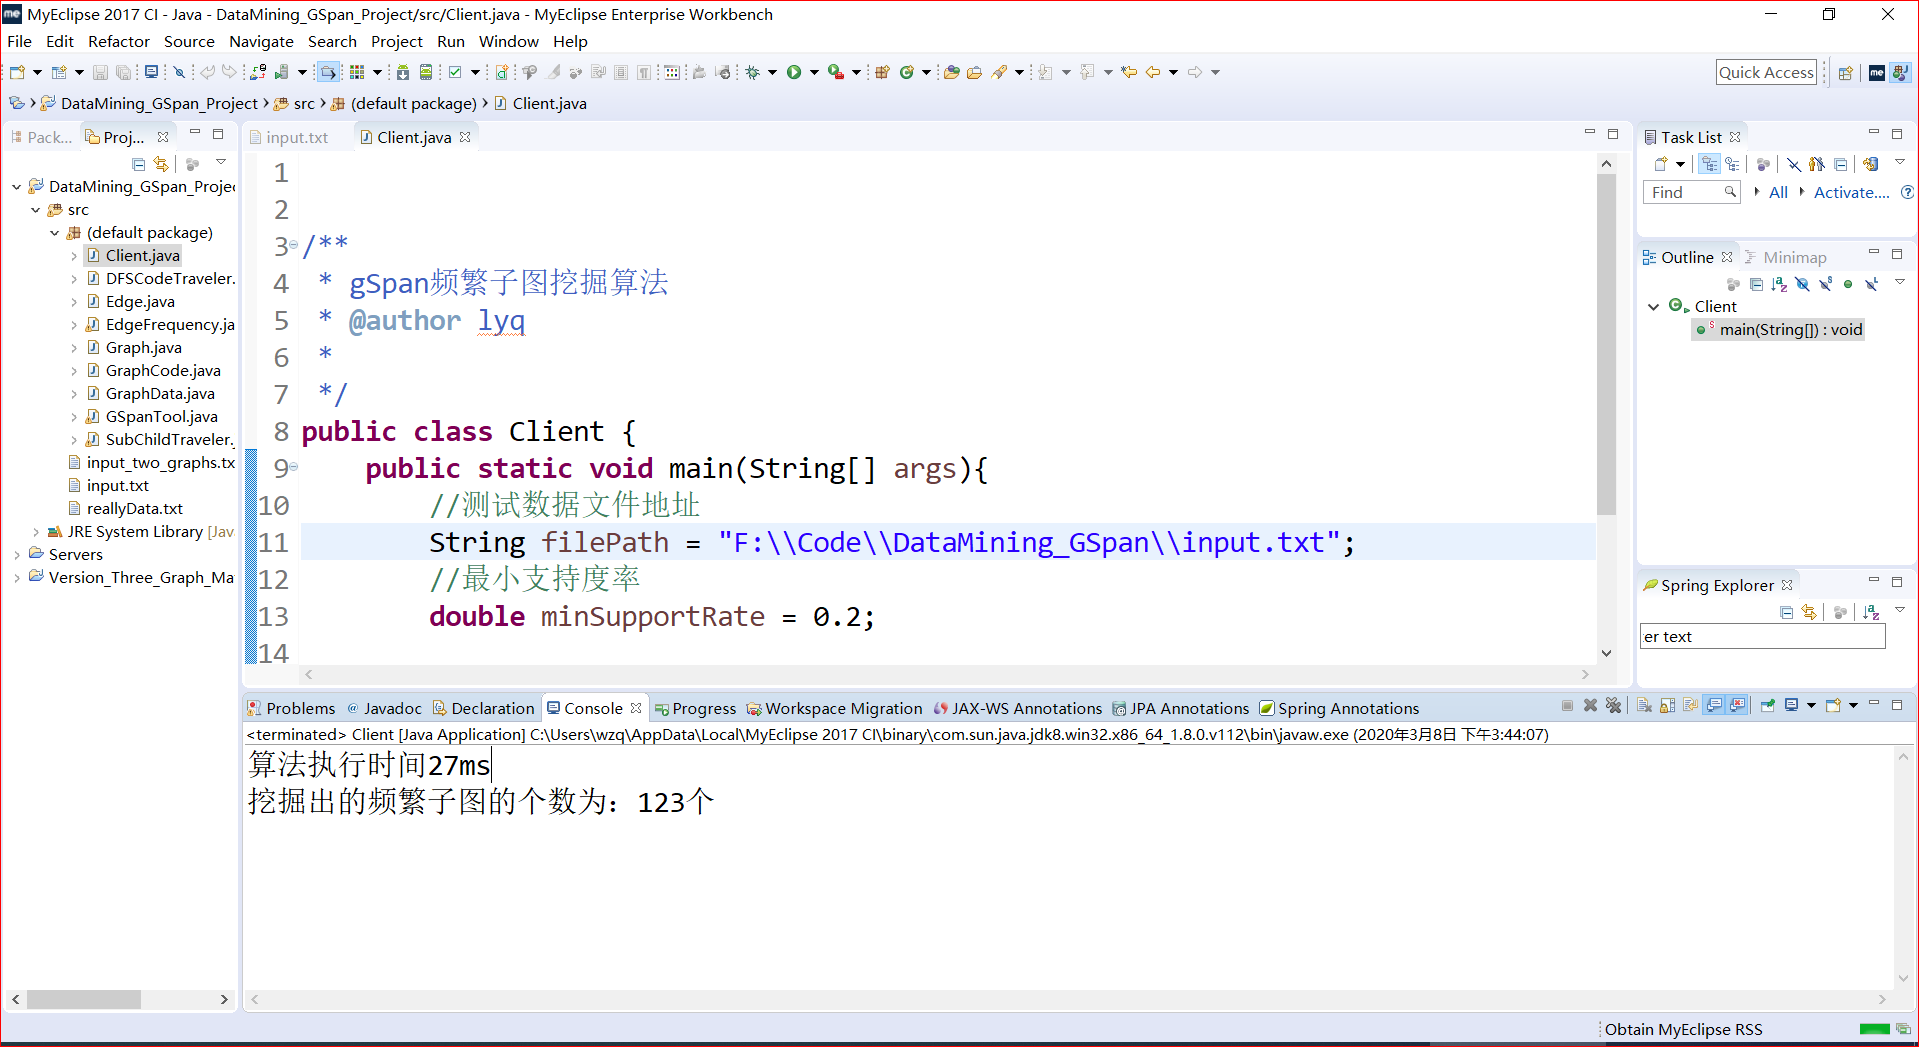 MyEclipse 2017 CI - Java - DataMining_GSpan_Project/src/Client.java - MyEclipse Enterprise Workbench
File Edit Refactor Source Navigate Search Project Run Window Help
Quick Access
DataMining_GSpan_Project src (default package) Client.java
Pack...
Proj...
DataMining_GSpan_Projec
src
(default package)
Client.java
DFSCodeTraveler.
Edge.java
EdgeFrequency.ja
Graph.java
GraphCode.java
GraphData.java
GSpanTool.java
SubChildTraveler.
input_two_graphs.tx
input.txt
reallyData.txt
JRE System Library [Jav
Servers
Version_Three_Graph_Ma
input.txt
Client.java
1
2
3 /**
4 * gSpan频繁子图挖掘算法
5 * @author lyq
6 *
7 */
8 public class Client {
9 public static void main(String[] args){
10 //测试数据文件地址
11 String filePath = "F:\\Code\\DataMining_GSpan\\input.txt";
12 //最小支持度率
13 double minSupportRate = 0.2;
14
Task List
Find
All
Activate....
Outline
Minimap
Client
main(String[]) : void
Spring Explorer
er text
Problems @ Javadoc Declaration Console Progress Workspace Migration JAX-WS Annotations JPA Annotations Spring Annotations
<terminated> Client [Java Application] C:\Users\wzq\AppData\Local\MyEclipse 2017 CI\binary\com.sun.java.jdk8.win32.x86_64_1.8.0.v112\bin\javaw.exe (2020年3月8日 下午3:44:07)
算法执行时间27ms
挖掘出的频繁子图的个数为：123个
Obtain MyEclipse RSS